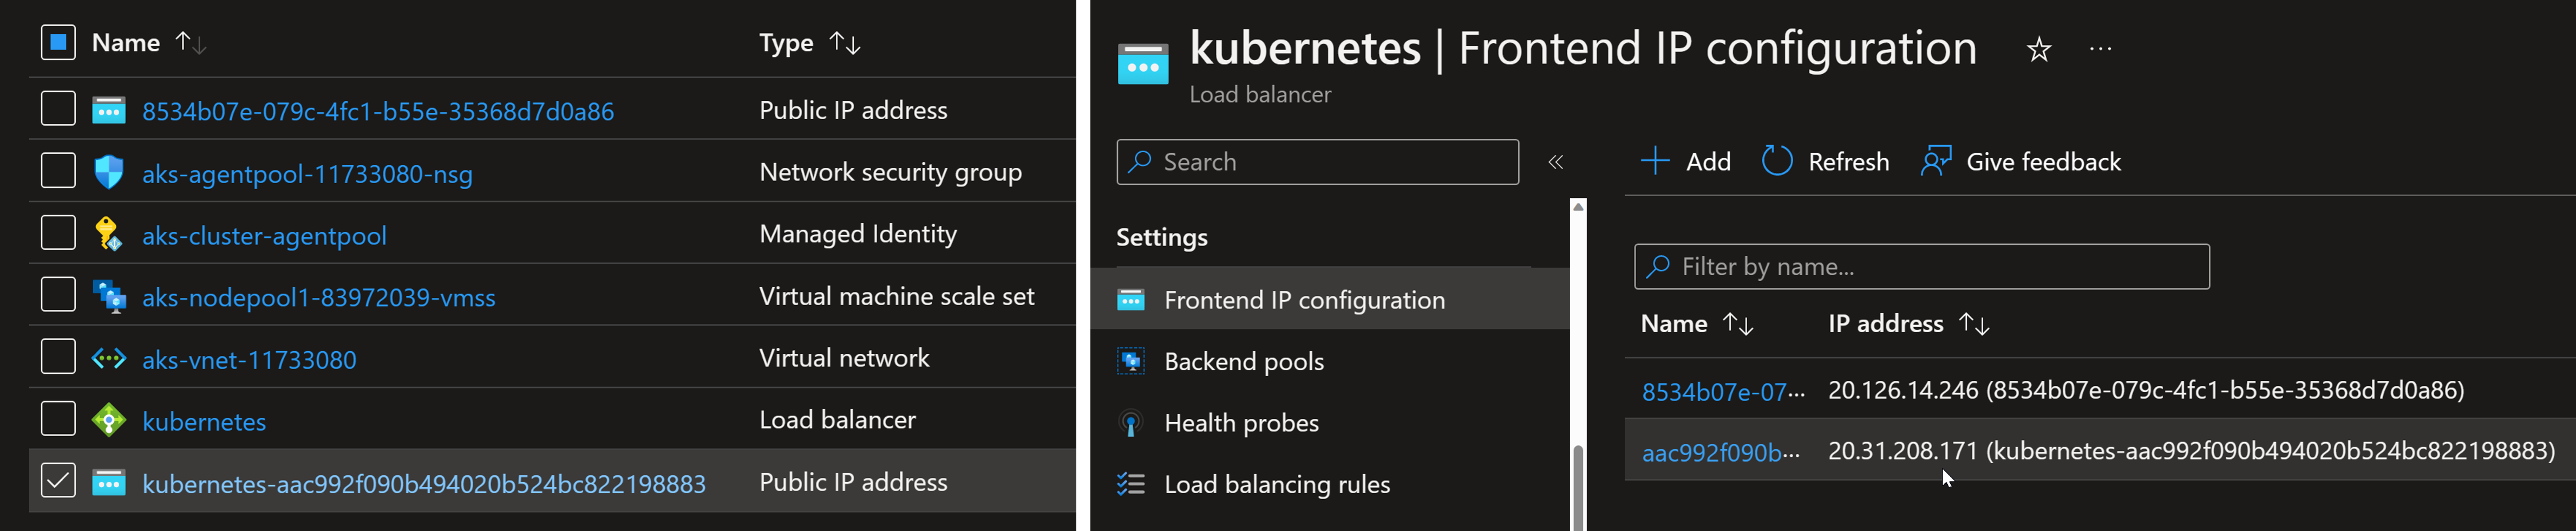 Name ↑↓ Type ↑↓
8534b07e-079c-4fc1-b55e-35368d7d0a86 Public IP address
aks-agentpool-11733080-nsg Network security group
aks-cluster-agentpool Managed Identity
aks-nodepool1-83972039-vmss Virtual machine scale set
aks-vnet-11733080 Virtual network
kubernetes Load balancer
kubernetes-aac992f090b494020b524bc822198883 Public IP address
kubernetes | Frontend IP configuration ☆ ...
Load balancer
Search «
Settings
Frontend IP configuration
Backend pools
Health probes
Load balancing rules
+ Add Refresh Give feedback
Filter by name...
Name ↑↓ IP address ↑↓
8534b07e-07... 20.126.14.246 (8534b07e-079c-4fc1-b55e-35368d7d0a86)
aac992f090b... 20.31.208.171 (kubernetes-aac992f090b494020b524bc822198883)